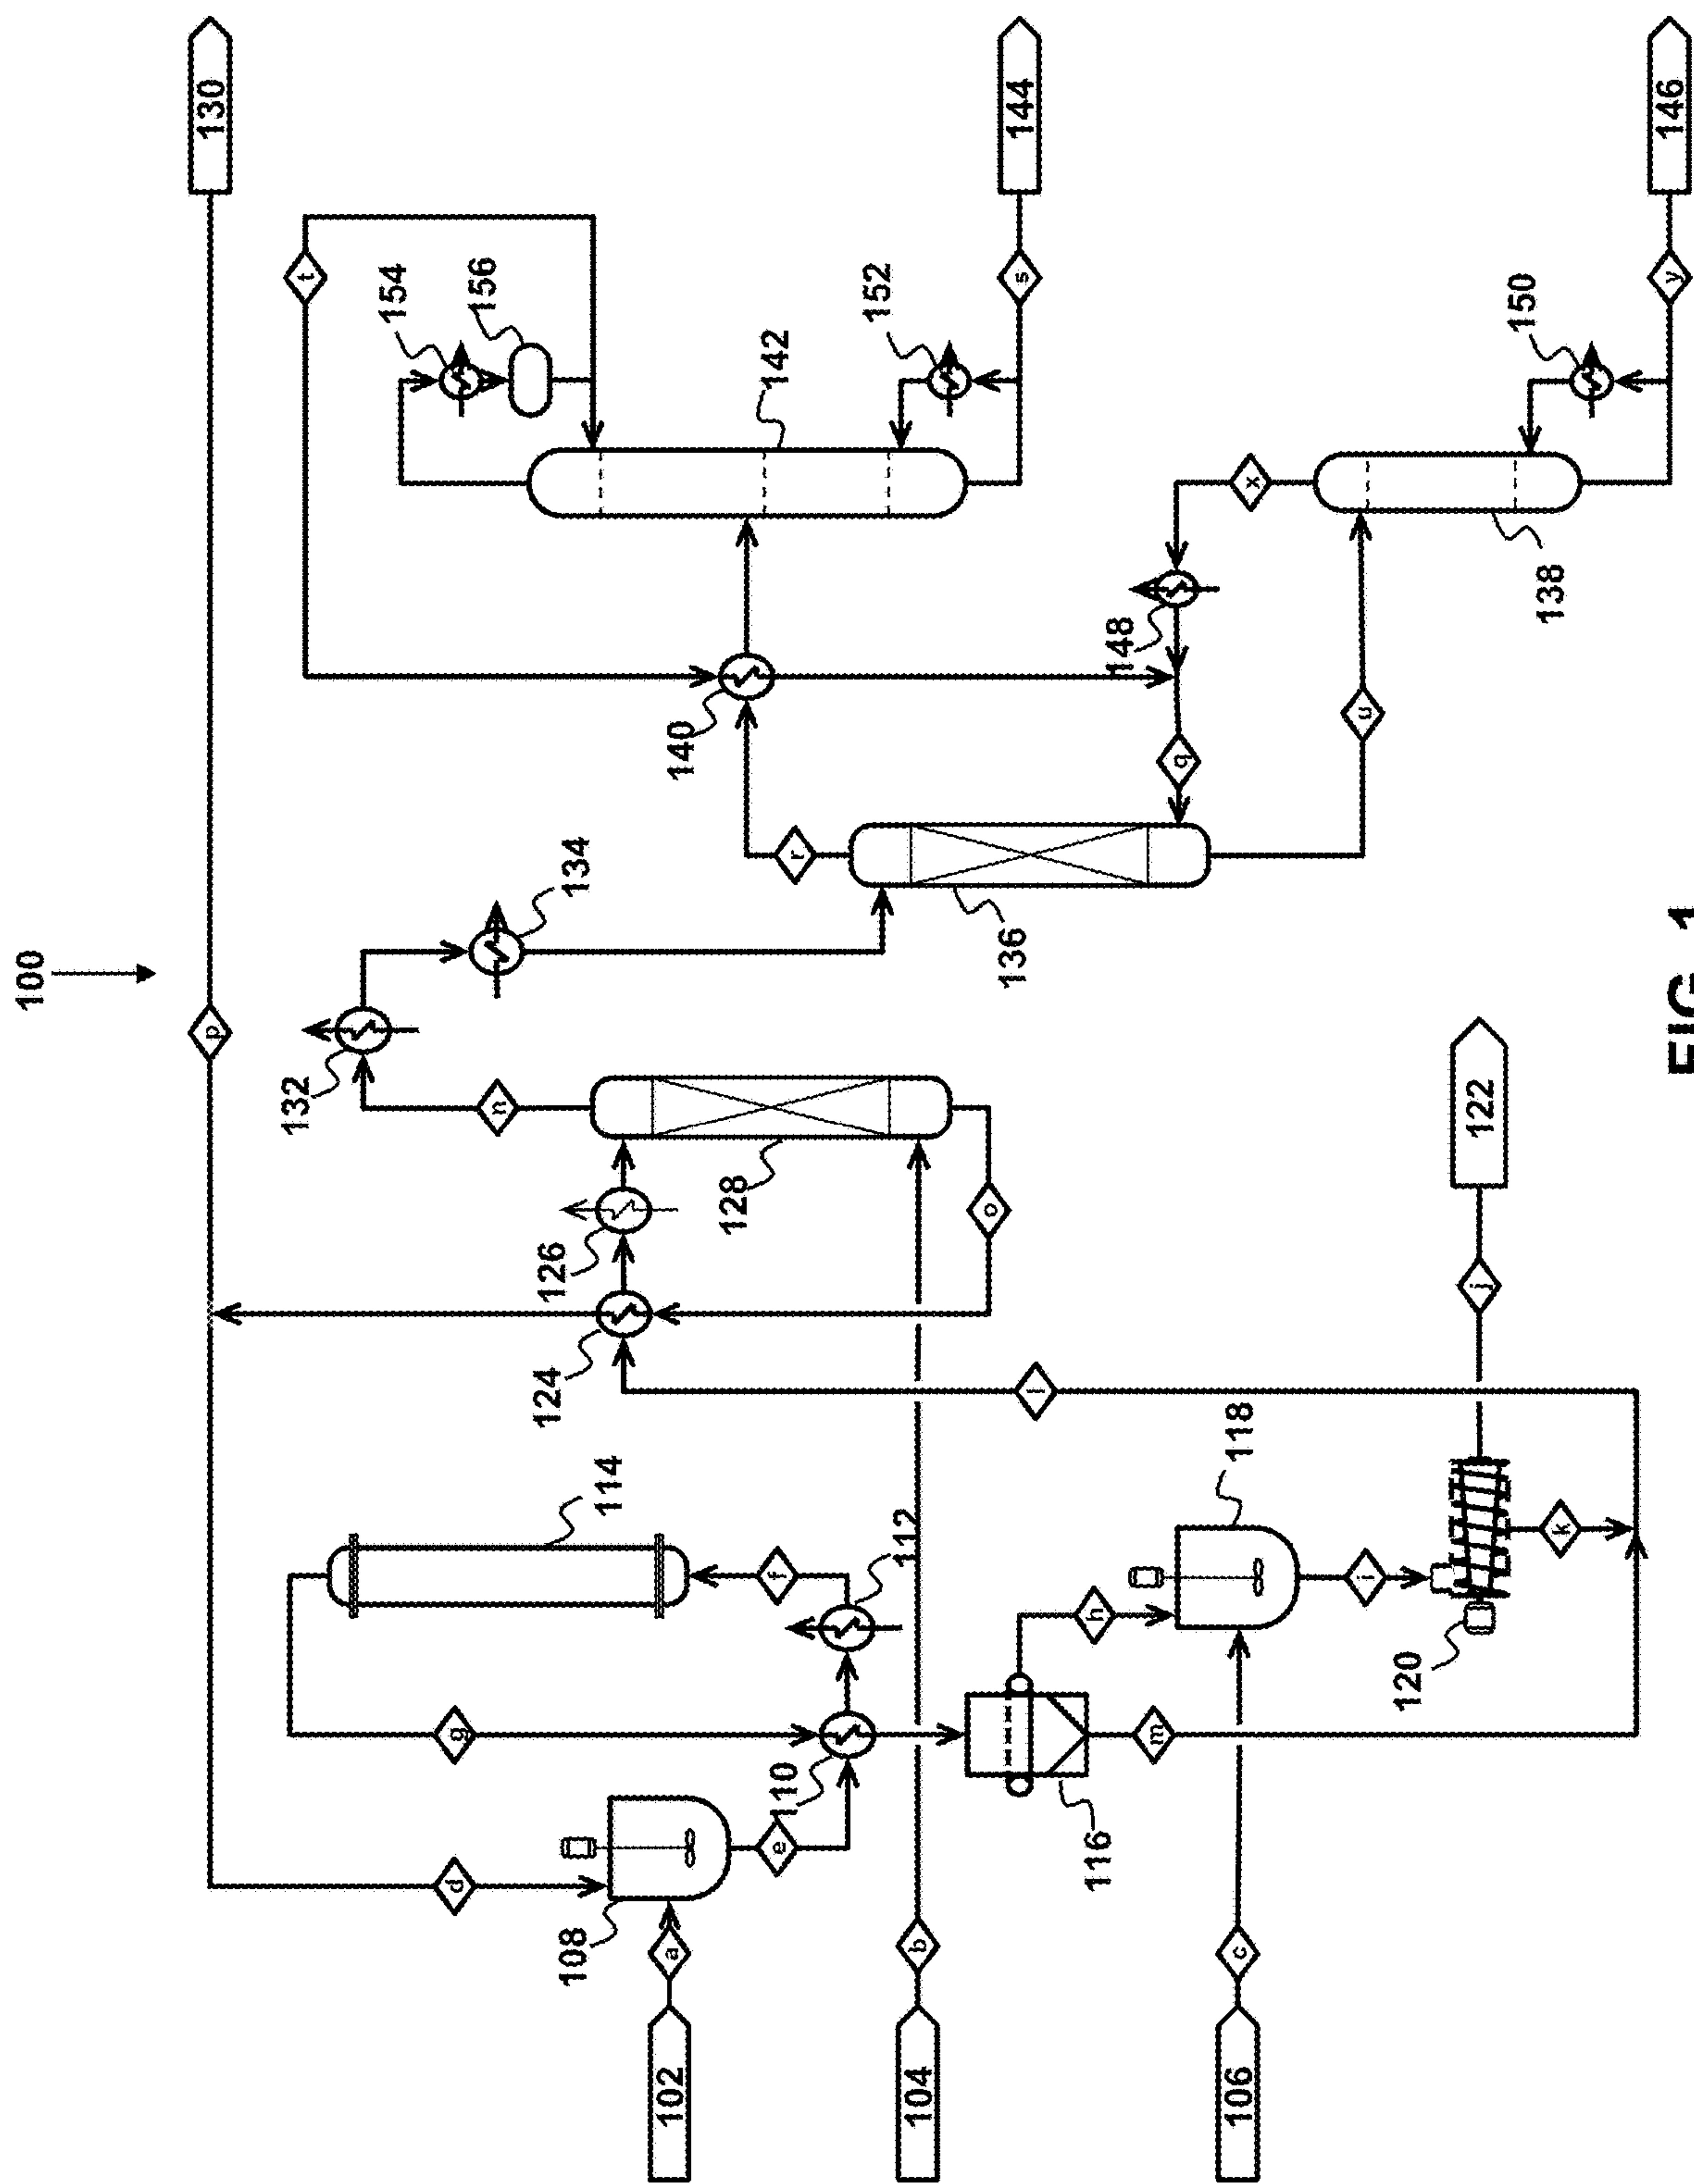 100
130
p
t
154
156
142
152
s
144
132
134
n
r
140
136
q
148
x
138
u
150
y
146
128
126
124
o
l
114
112
f
g
110
e
108
d
a
102
b
104
c
106
116
m
h
118
i
120
k
j
122
FIG. 1